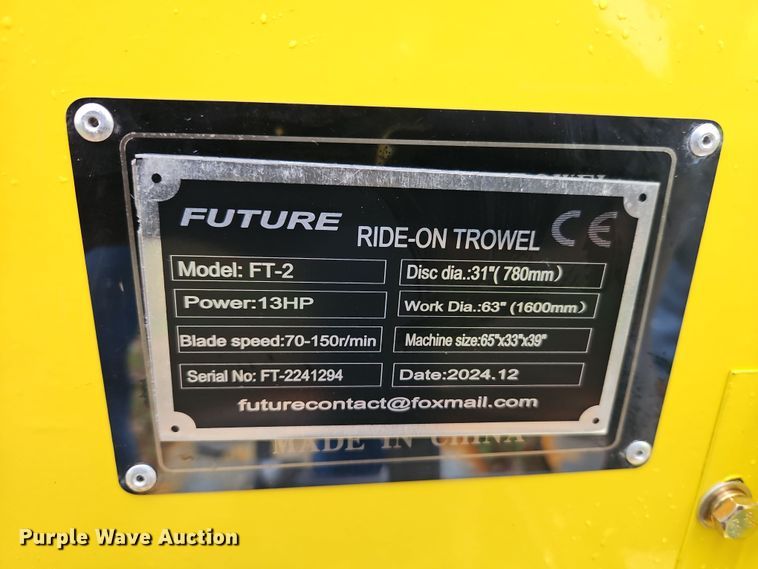 FUTURE
RIDE-ON TROWEL CE
Model: FT-2
Disc dia.:31"( 780mm)
Power:13HP
Work Dia.:63" (1600mm)
Blade speed:70-150r/min
Machine size:65"x33"x39"
Serial No: FT-2241294
Date:2024.12
futurecontact@foxmail.com
MADE IN CHINA
Purple Wave Auction